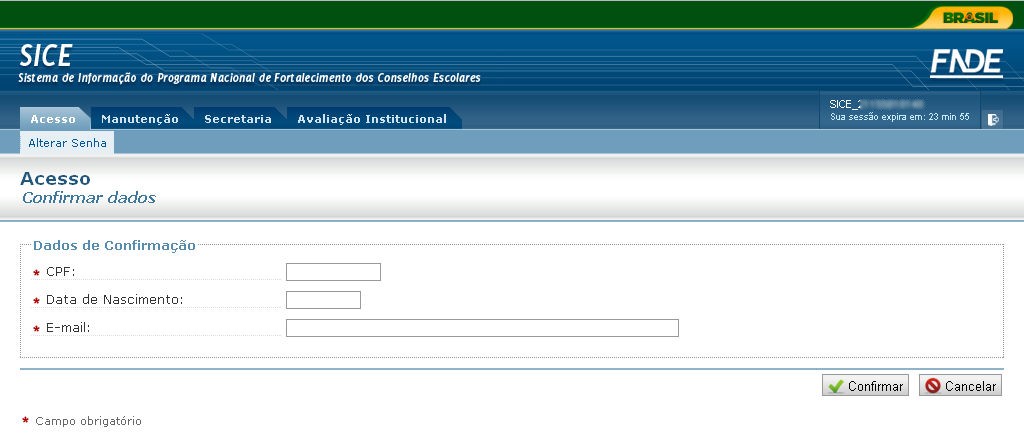 BRASIL
SICE
Sistema de Informação do Programa Nacional de Fortalecimento dos Conselhos Escolares
FNDE
Acesso Manutenção Secretaria Avaliação Institucional
SICE_2
Sua sessão expira em: 23 min 55
Alterar Senha
Acesso
Confirmar dados
Dados de Confirmação
* CPF:
* Data de Nascimento:
* E-mail:
Confirmar Cancelar
* Campo obrigatório